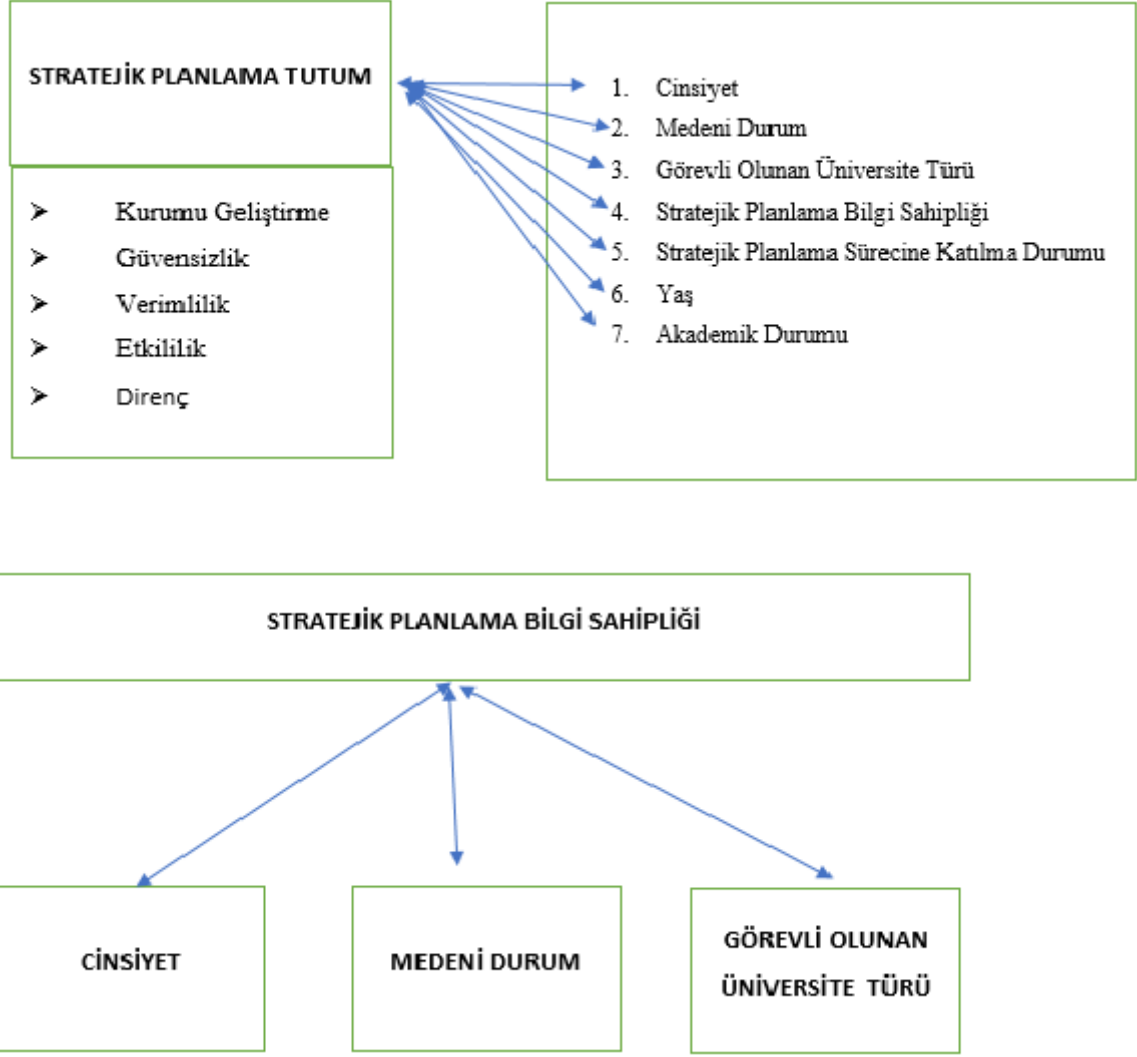 STRATEJİK PLANLAMA TUTUM
➢ Kurumu Geliştirme
➢ Güvensizlik
➢ Verimlilik
➢ Etkililik
➢ Direnç
1. Cinsiyet
2. Medeni Durum
3. Görevli Olunan Üniversite Türü
4. Stratejik Planlama Bilgi Sahipliği
5. Stratejik Planlama Sürecine Katılma Durumu
6. Yaş
7. Akademik Durumu
STRATEJİK PLANLAMA BİLGİ SAHİPLİĞİ
CİNSİYET
MEDENİ DURUM
GÖREVLİ OLUNAN
ÜNİVERSİTE TÜRÜ